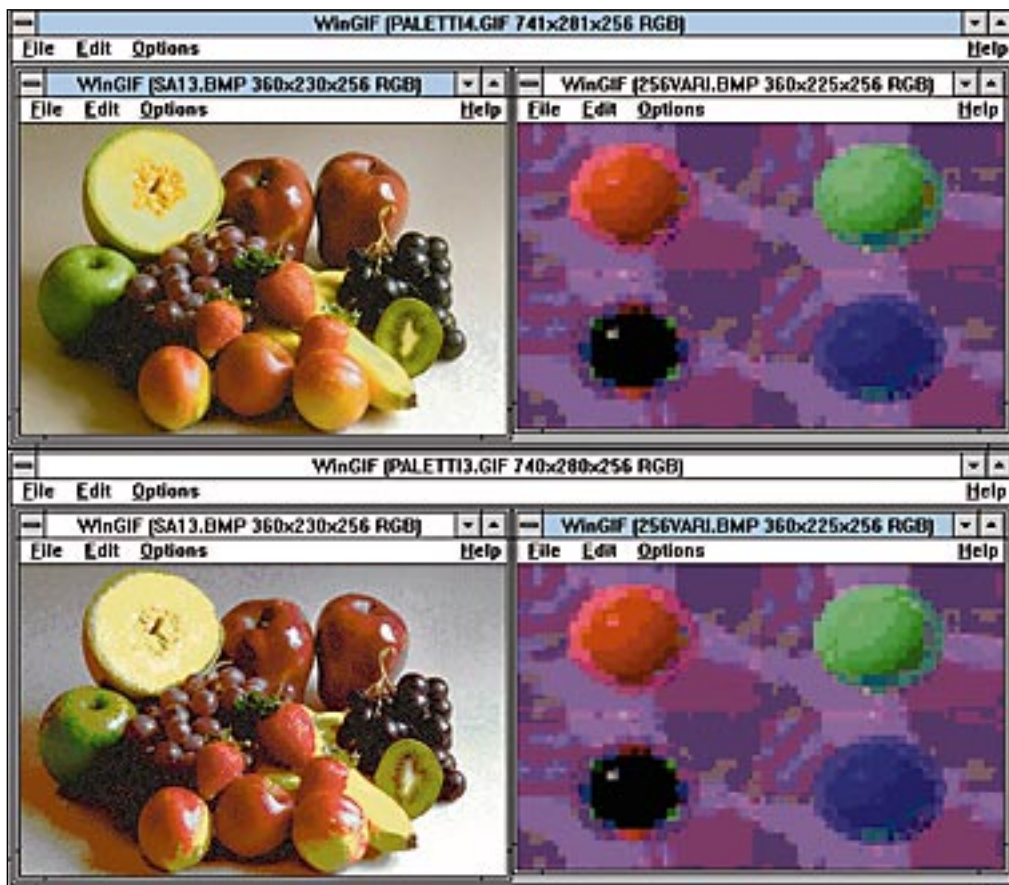 WinGIF (PALETTI4.GIF 741x281x256 RGB)
File Edit Options Help
WinGIF (SA13.BMP 360x230x256 RGB)
File Edit Options Help
WinGIF (256VARI.BMP 360x225x256 RGB)
File Edit Options Help
WinGIF (PALETTI3.GIF 740x280x256 RGB)
File Edit Options Help
WinGIF (SA13.BMP 360x230x256 RGB)
File Edit Options Help
WinGIF (256VARI.BMP 360x225x256 RGB)
File Edit Options Help